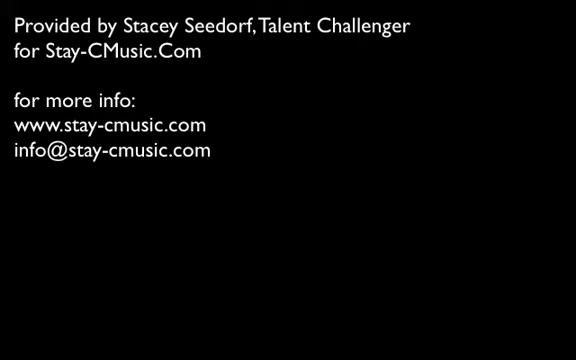 Provided by Stacey Seedorf, Talent Challenger
for Stay-CMusic.Com
for more info:
www.stay-cmusic.com
info@stay-cmusic.com